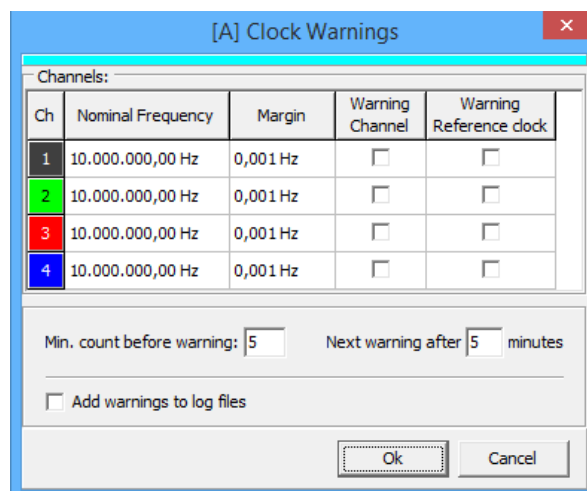 [A] Clock Warnings
Channels:
Ch Nominal Frequency Margin Warning Channel Warning Reference clock
1 10.000.000,00 Hz 0,001 Hz
2 10.000.000,00 Hz 0,001 Hz
3 10.000.000,00 Hz 0,001 Hz
4 10.000.000,00 Hz 0,001 Hz
Min. count before warning: 5 Next warning after 5 minutes
Add warnings to log files
Ok Cancel